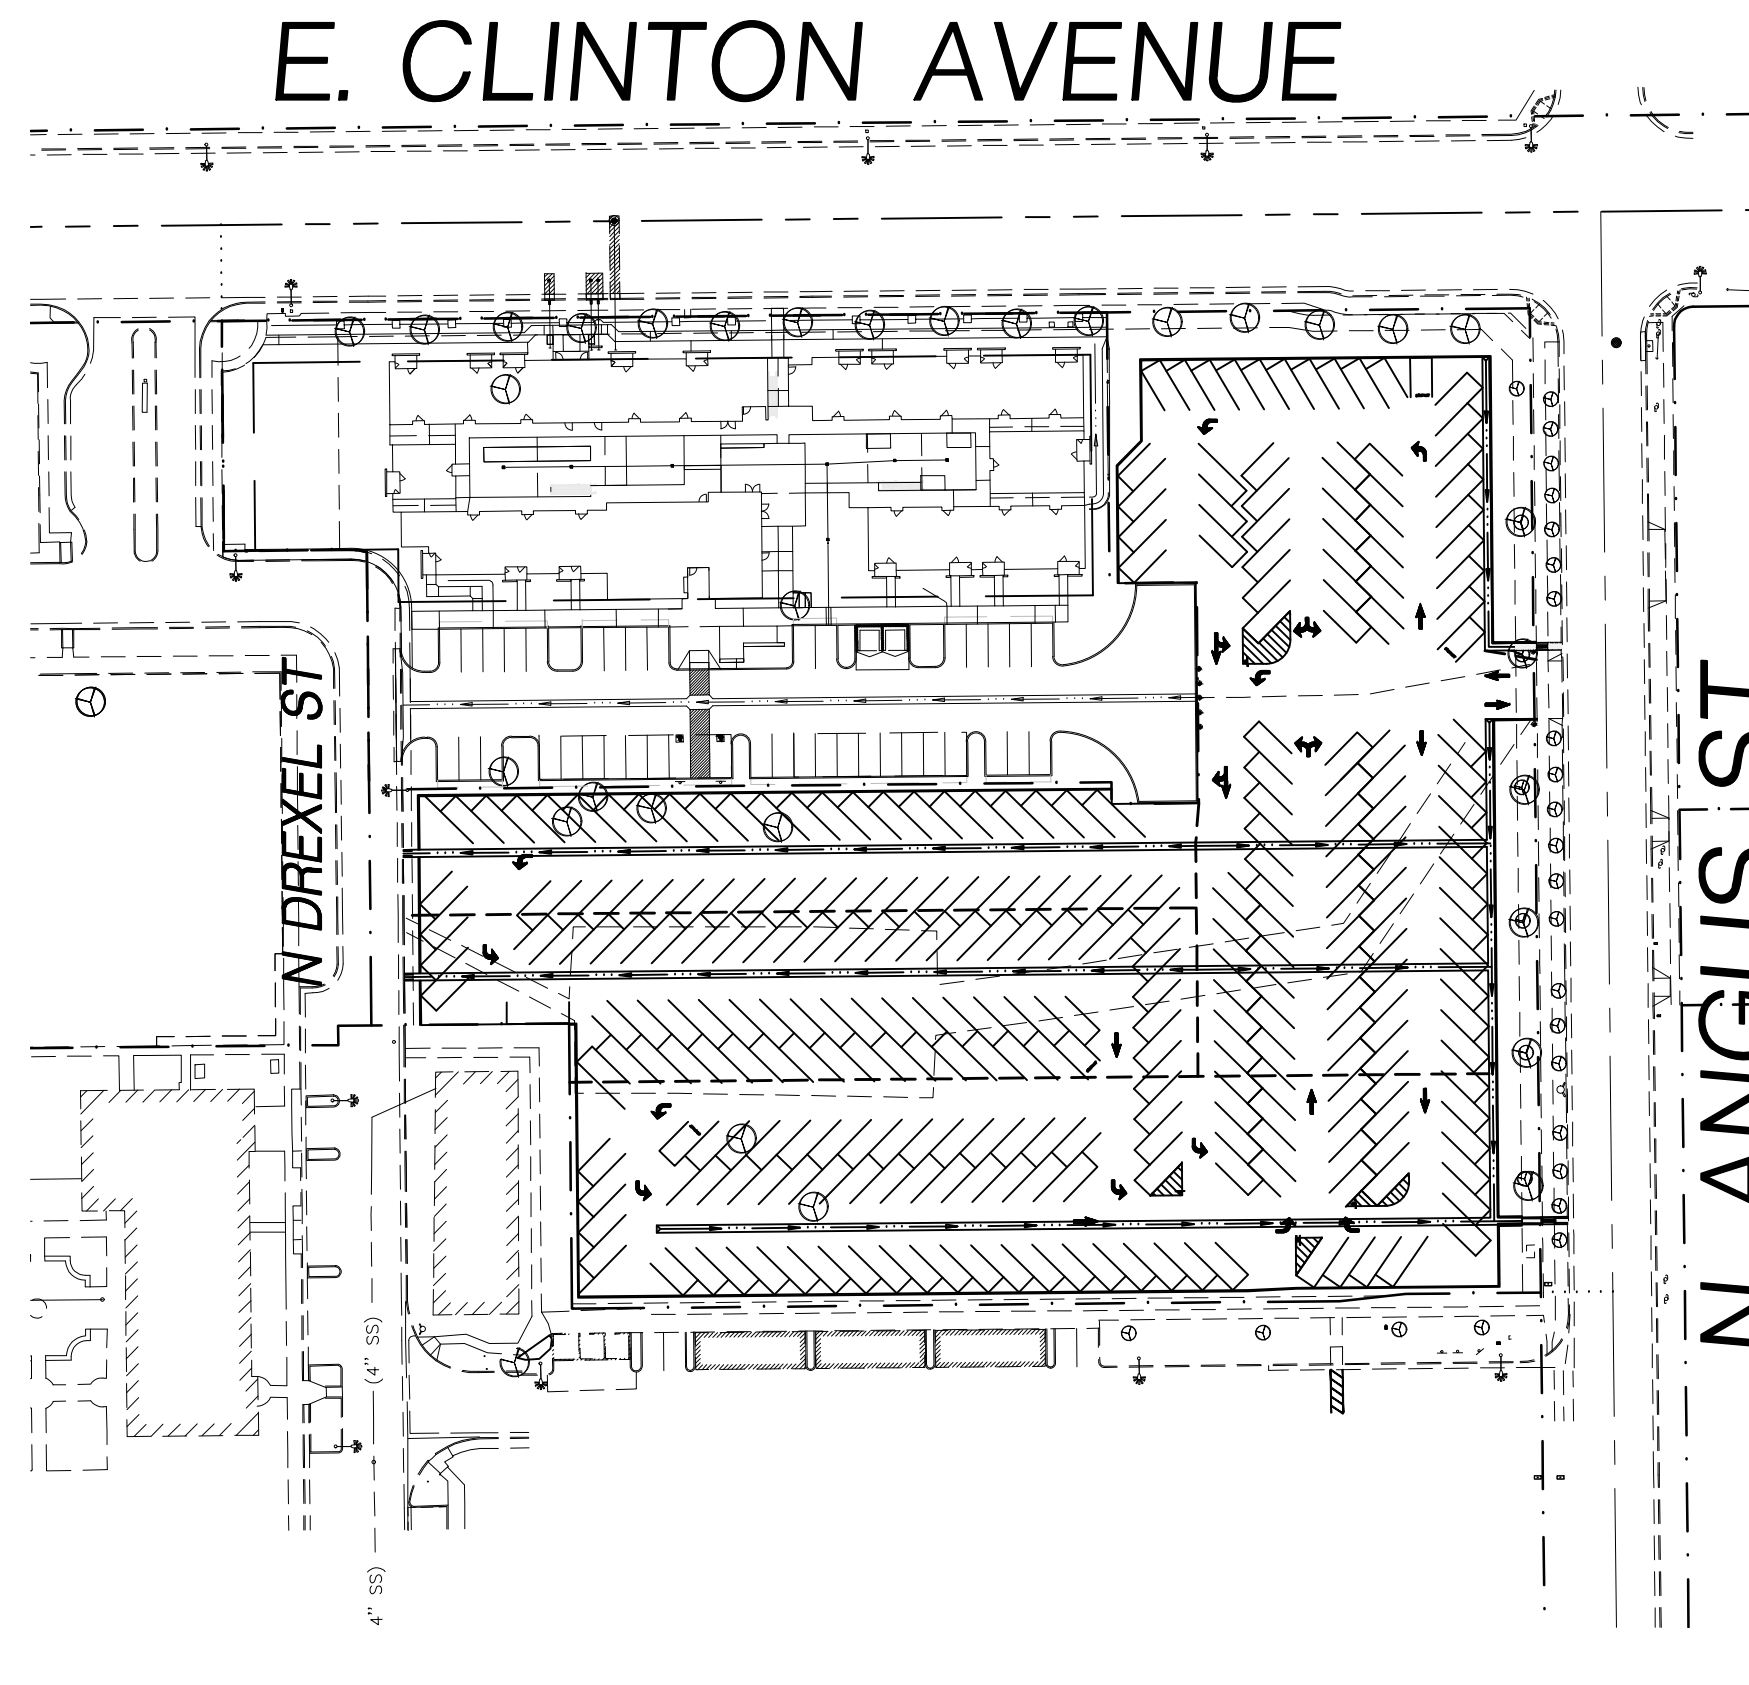 E. CLINTON AVENUE
N DREXEL ST
N ANGUS ST
(4" SS)
4" SS)